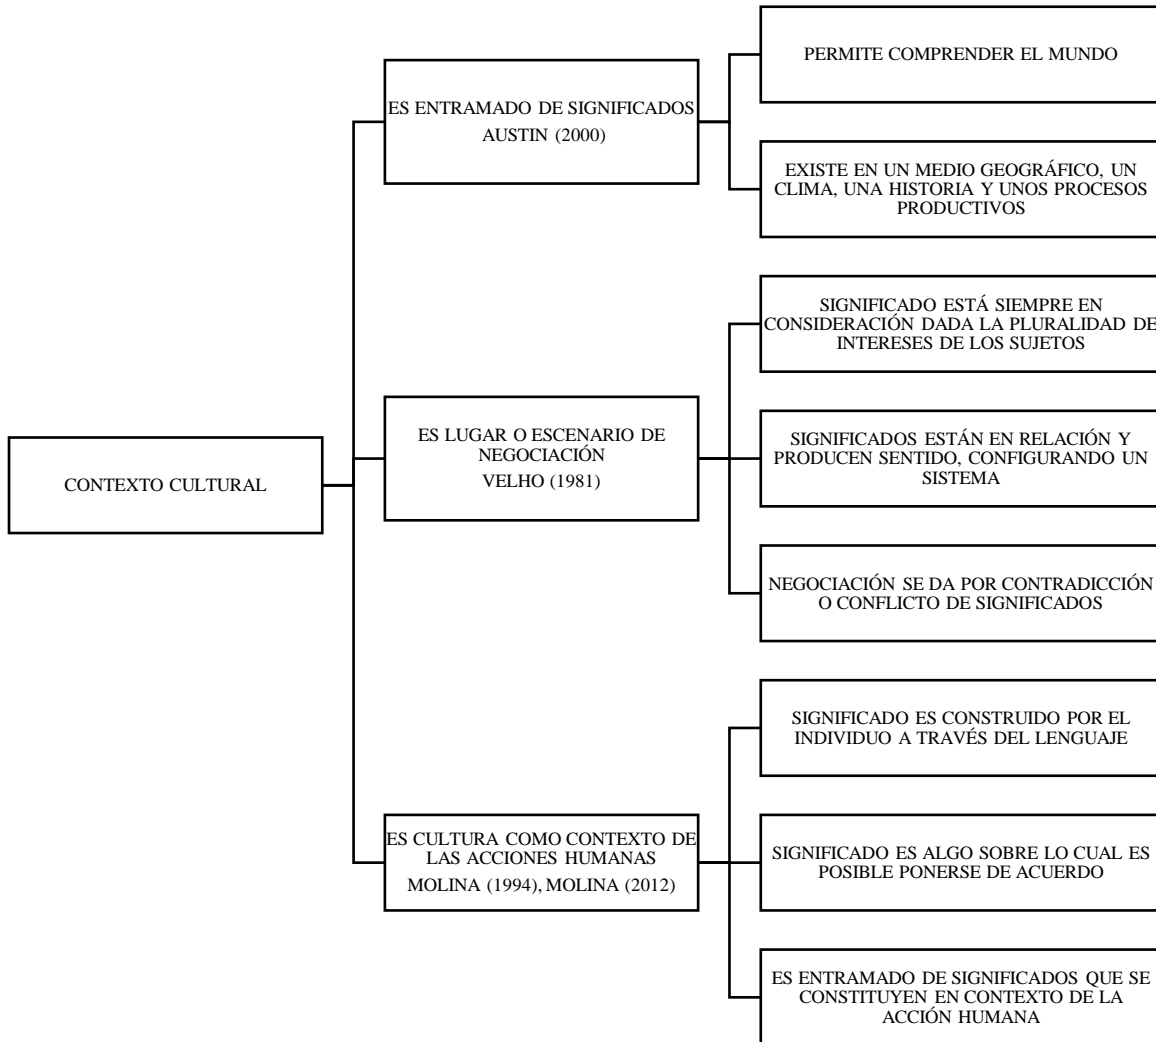 CONTEXTO CULTURAL
ES ENTRAMADO DE SIGNIFICADOS
AUSTIN (2000)
PERMITE COMPRENDER EL MUNDO
EXISTE EN UN MEDIO GEOGRÁFICO, UN
CLIMA, UNA HISTORIA Y UNOS PROCESOS
PRODUCTIVOS
ES LUGAR O ESCENARIO DE
NEGOCIACIÓN
VELHO (1981)
SIGNIFICADO ESTÁ SIEMPRE EN
CONSIDERACIÓN DADA LA PLURALIDAD DE
INTERESES DE LOS SUJETOS
SIGNIFICADOS ESTÁN EN RELACIÓN Y
PRODUCEN SENTIDO, CONFIGURANDO UN
SISTEMA
NEGOCIACIÓN SE DA POR CONTRADICCIÓN
O CONFLICTO DE SIGNIFICADOS
ES CULTURA COMO CONTEXTO DE
LAS ACCIONES HUMANAS
MOLINA (1994), MOLINA (2012)
SIGNIFICADO ES CONSTRUIDO POR EL
INDIVIDUO A TRAVÉS DEL LENGUAJE
SIGNIFICADO ES ALGO SOBRE LO CUAL ES
POSIBLE PONERSE DE ACUERDO
ES ENTRAMADO DE SIGNIFICADOS QUE SE
CONSTITUYEN EN CONTEXTO DE LA
ACCIÓN HUMANA